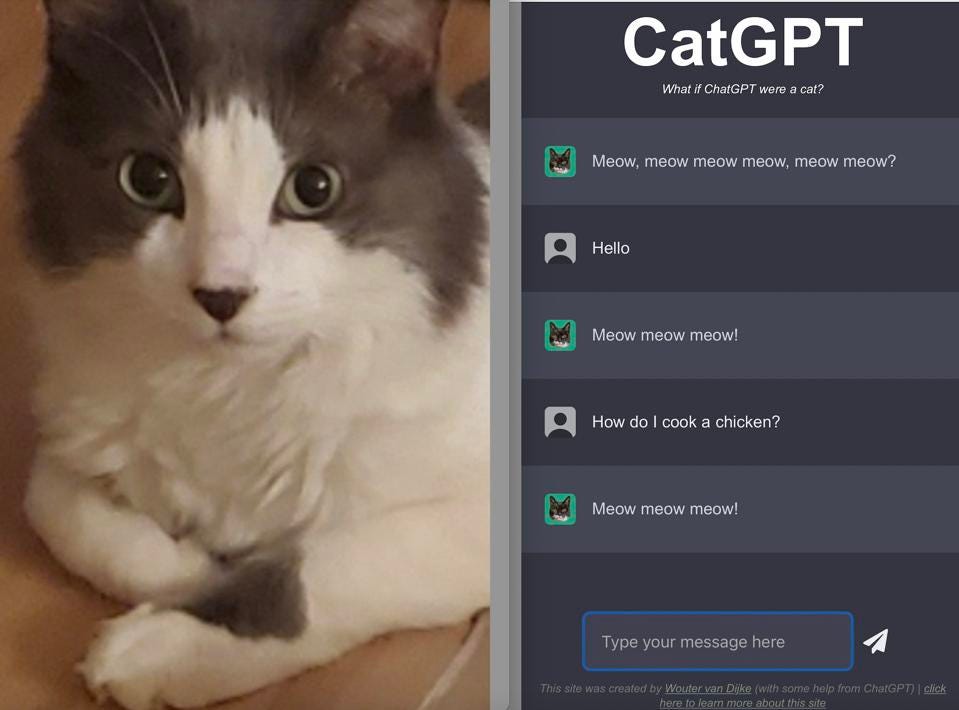 CatGPT
What if ChatGPT were a cat?
Meow, meow meow meow, meow meow?
Hello
Meow meow meow!
How do I cook a chicken?
Meow meow meow!
Type your message here
This site was created by Wouter van Dijke (with some help from ChatGPT) | click
here to learn more about this site